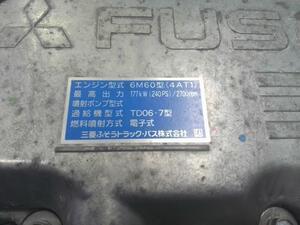 FUS
エンジン型式 6M60型(4AT1)
最高出力 177kW(240PS)/2700rpm
噴射ポンプ型式
過給機型式 TD06-7型
燃料噴射方式 電子式
三菱ふそうトラック・バス株式会社